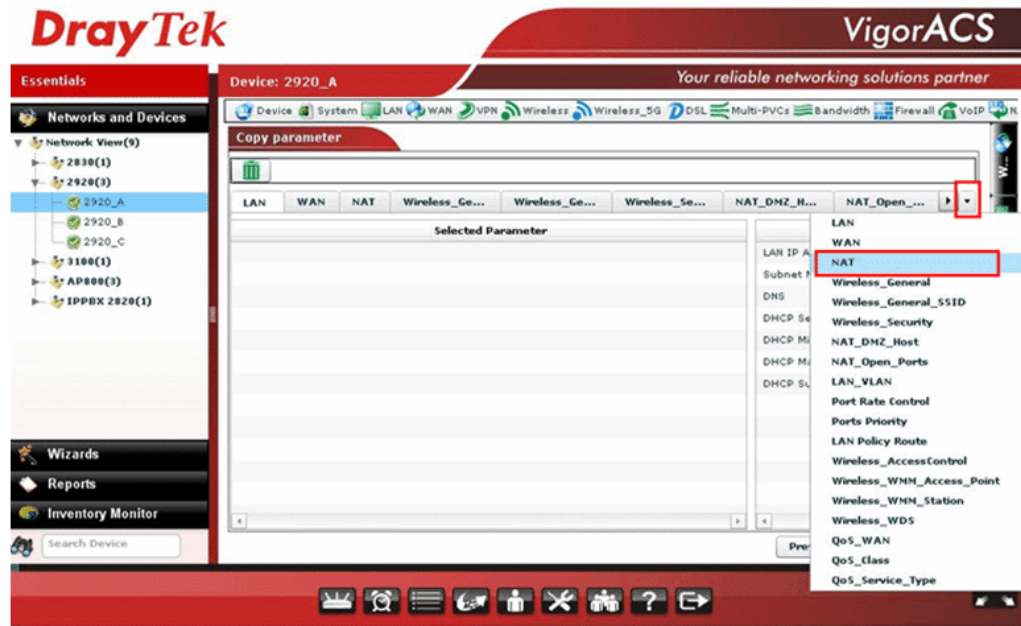 DrayTek
VigorACS
Essentials
Device: 2920_A
Your reliable networking solutions partner
Networks and Devices
Device System LAN WAN VPN Wireless Wireless_5G DSL Multi-PVCs Bandwidth Firewall VoIP N
Network View(9)
2830(1)
2920(3)
2920_A
2920_B
2920_C
3100(1)
AP800(3)
IPPBX 2820(1)
Copy parameter
W...
LAN WAN NAT Wireless_Ge... Wireless_Ge... Wireless_Se... NAT_DMZ_H... NAT_Open_...
Selected Parameter
LAN IP A
Subnet
DNS
DHCP Se
DHCP Mi
DHCP Ma
DHCP Su
LAN
WAN
NAT
Wireless_General
Wireless_General_SSID
Wireless_Security
NAT_DMZ_Host
NAT_Open_Ports
LAN_VLAN
Port Rate Control
Ports Priority
LAN Policy Route
Wireless_AccessControl
Wireless_WMM_Access_Point
Wireless_WMM_Station
Wireless_WDS
QoS_WAN
QoS_Class
QoS_Service_Type
Pre
Wizards
Reports
Inventory Monitor
Search Device
?